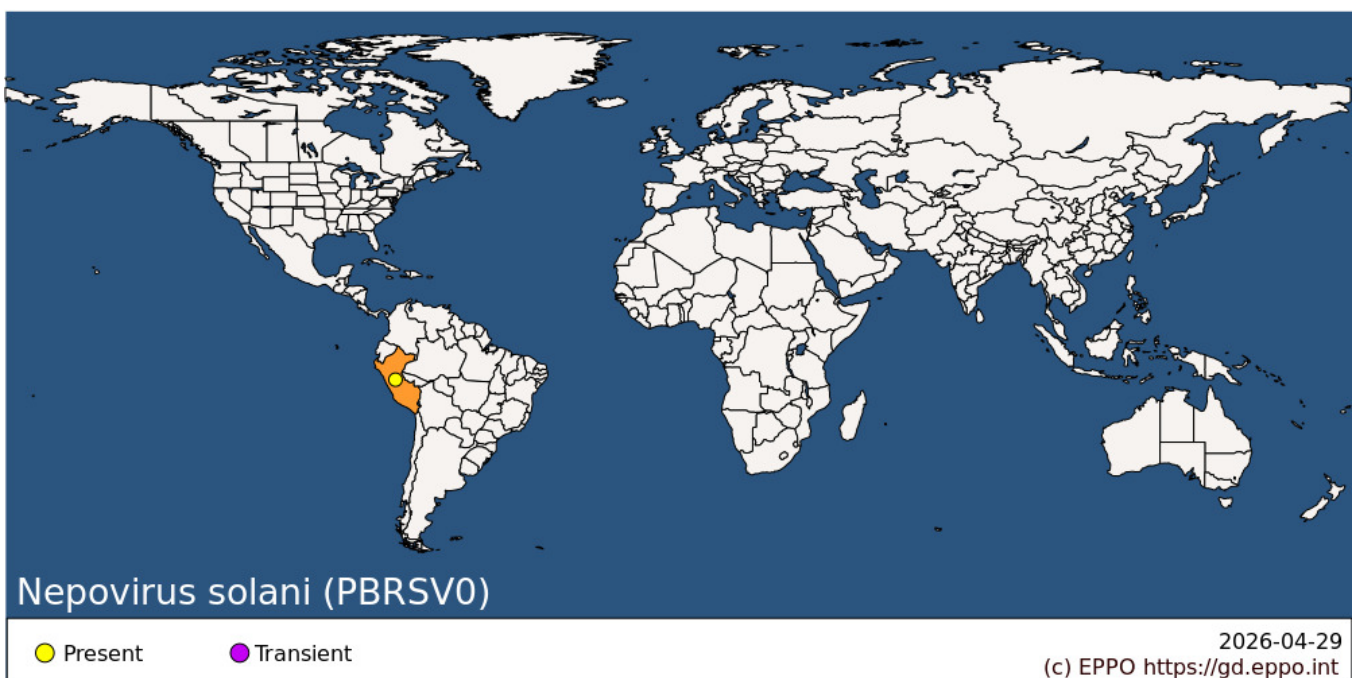 Nepovirus solani (PBRSV0)
Present
Transient
2026-04-29
(c) EPPO https://gd.eppo.int